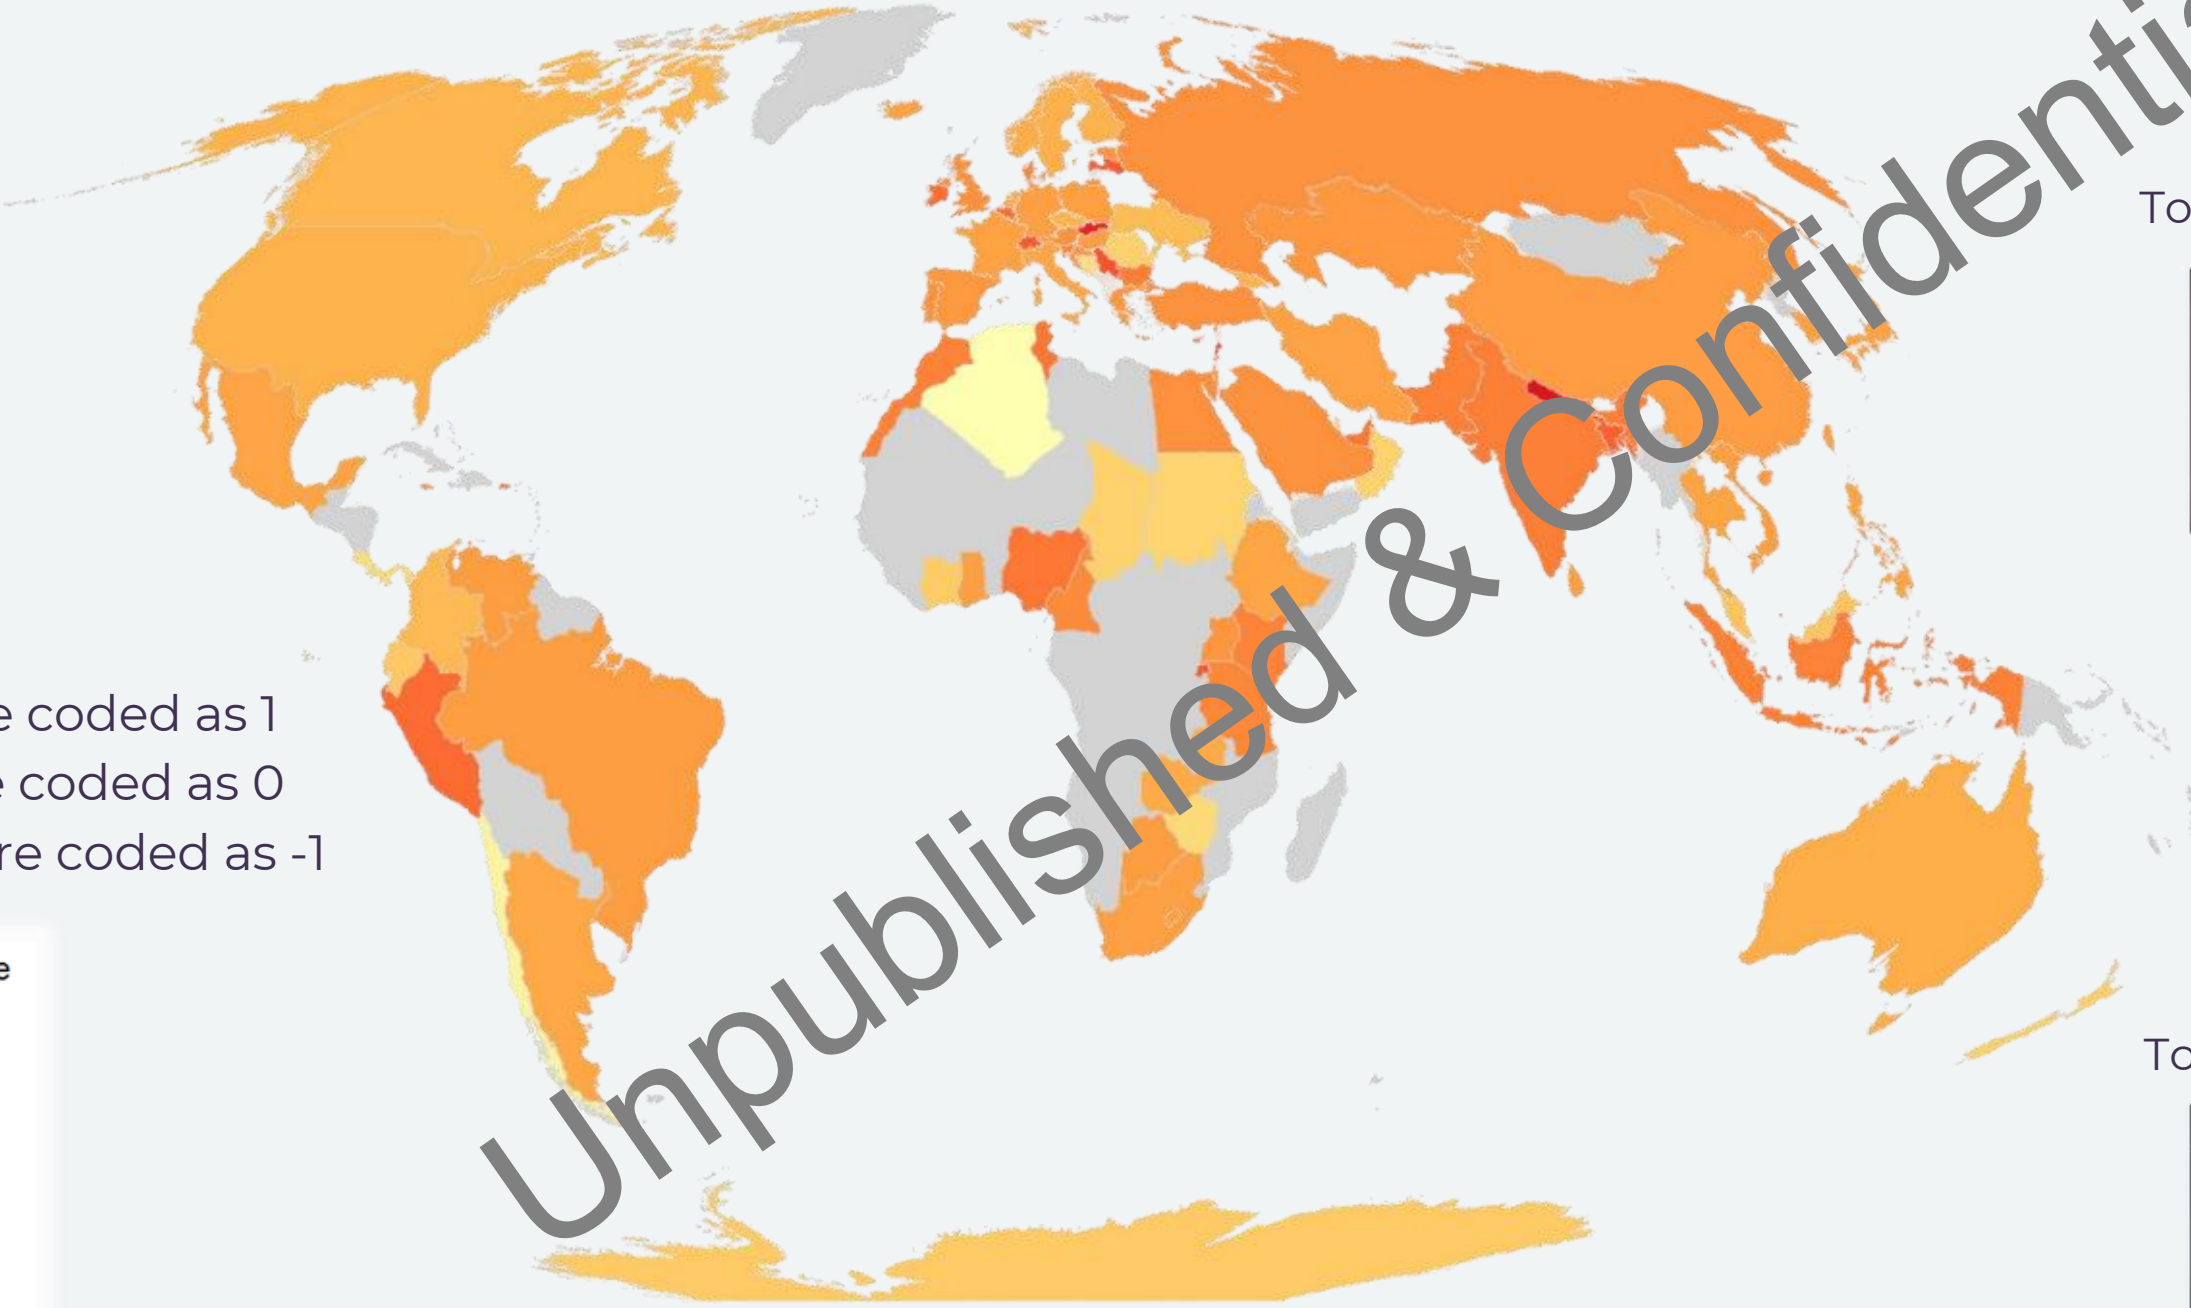 e coded as 1
e coded as 0
re coded as -1
e
Unpublished & Confidenti
To
To